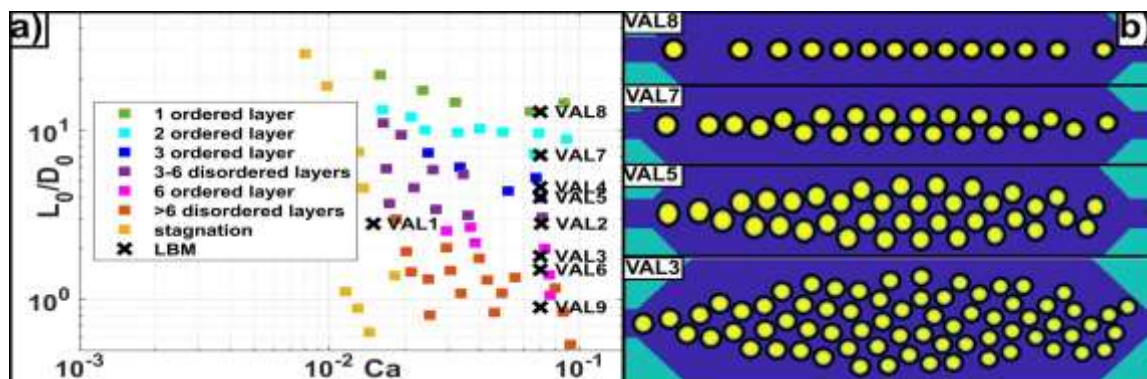 a)
L₀/D₀
10¹
10⁰
1 ordered layer
2 ordered layer
3 ordered layer
3-6 disordered layers
6 ordered layer
>6 disordered layers
stagnation
LBM
VAL8
VAL7
VAL4
VAL5
VAL1
VAL2
VAL3
VAL6
VAL9
10⁻³
10⁻²
Ca
10⁻¹
b)
VAL8
VAL7
VAL5
VAL3